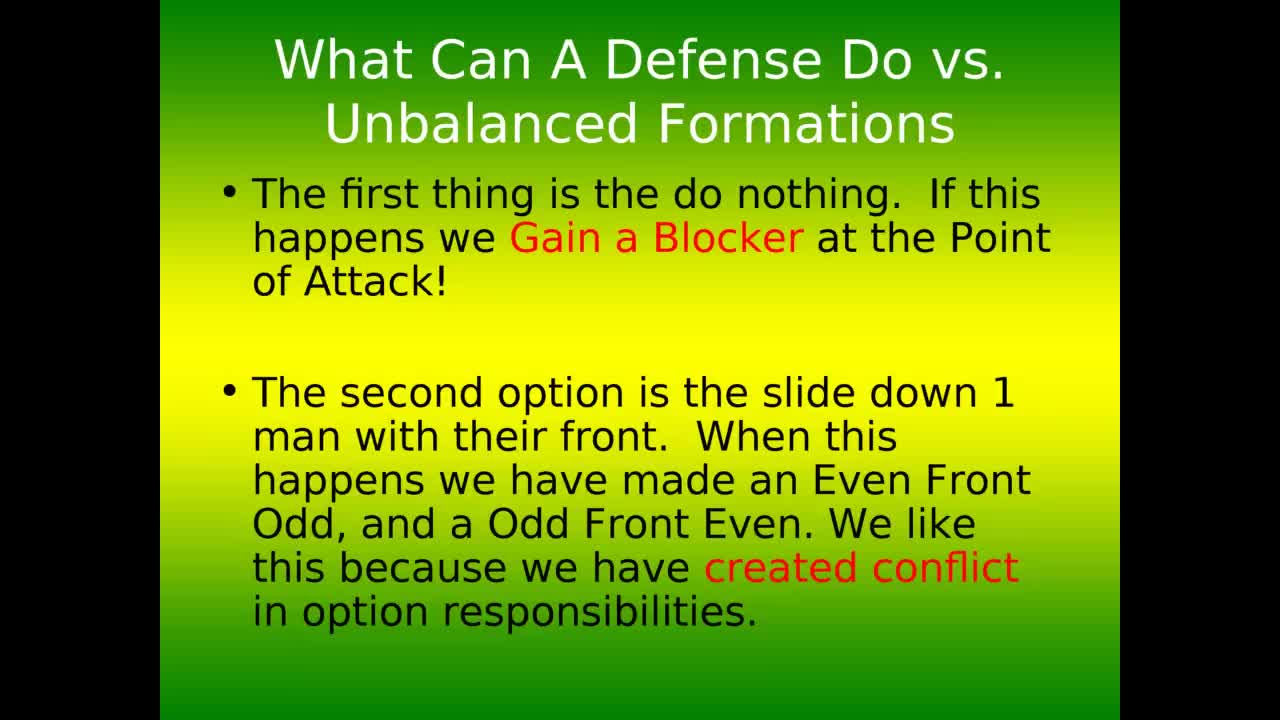 What Can A Defense Do vs.
Unbalanced Formations
• The first thing is the do nothing.  If this
happens we Gain a Blocker at the Point
of Attack!
• The second option is the slide down 1
man with their front.  When this
happens we have made an Even Front
Odd, and a Odd Front Even. We like
this because we have created conflict
in option responsibilities.